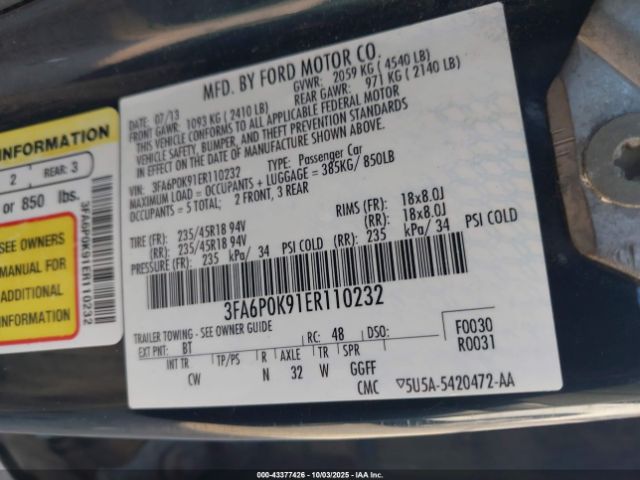 INFORMATION
2 REAR: 3
or 850 lbs.
SEE OWNERS
MANUAL FOR
ADDITIONAL
INFORMATION
3FA6P0K91ER110232
MFD. BY FORD MOTOR CO.
DATE: 07/13 GVWR: 2059 KG (4540 LB)
FRONT GAWR: 1093 KG (2410 LB) REAR GAWR: 971 KG (2140 LB)
THIS VEHICLE CONFORMS TO ALL APPLICABLE FEDERAL MOTOR
VEHICLE SAFETY, BUMPER, AND THEFT PREVENTION STANDARDS
IN EFFECT ON THE DATE OF MANUFACTURE SHOWN ABOVE.
VIN: 3FA6P0K91ER110232 TYPE: Passenger Car
MAXIMUM LOAD = OCCUPANTS + LUGGAGE = 385KG/ 850LB
OCCUPANTS = 5 TOTAL; 2 FRONT, 3 REAR
TIRE (FR): 235/45R18 94V RIMS (FR): 18x8.0J
(RR): 235/45R18 94V (RR): 18x8.0J
PRESSURE (FR): 235 kPa/ 34 PSI COLD (RR): 235 kPa/ 34 PSI COLD
3FA6P0K91ER110232
TRAILER TOWING - SEE OWNER GUIDE
EXT PNT: BT RC: 48 DSO: F0030
R0031
INT TR TP/PS R AXLE TR SPR
CW N 32 W GGFF
CMC ▽5U5A-5420472-AA
000-43377426 - 10/03/2025 - IAA Inc.